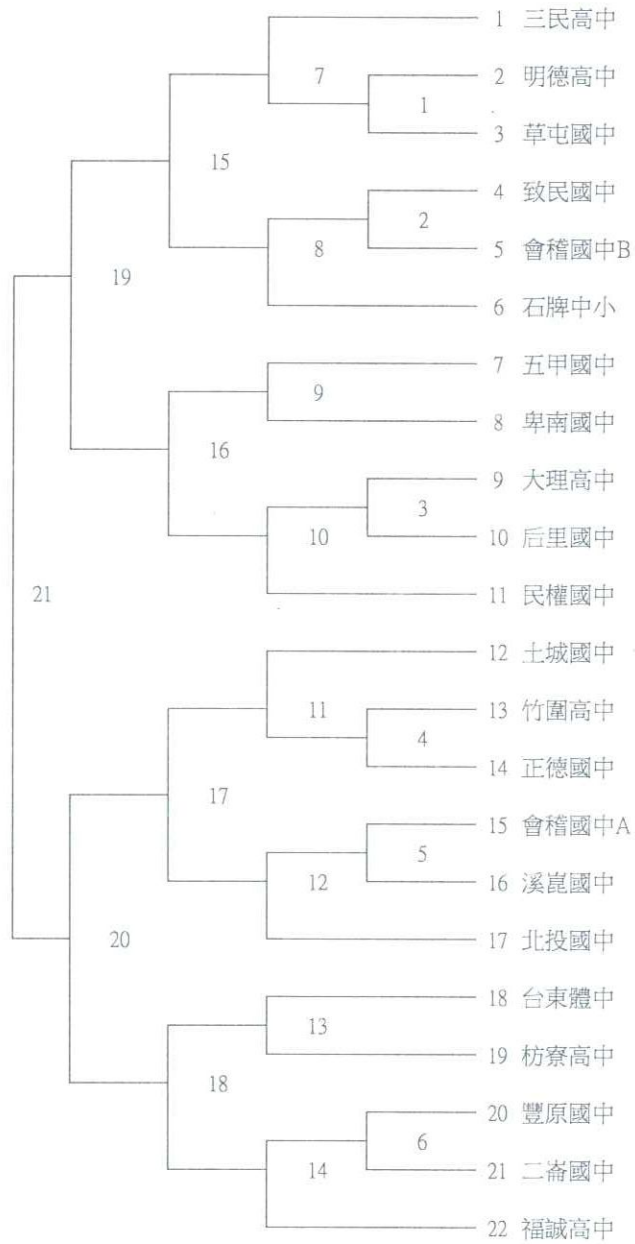 1 三民高中
7
2 明德高中
1
3 草屯國中
15
4 致民國中
2
8
5 會稽國中B
19
6 石牌中小
7 五甲國中
9
8 卑南國中
16
9 大理高中
3
10
10 后里國中
21
11 民權國中
12 土城國中
11
13 竹圍高中
4
14 正德國中
17
15 會稽國中A
5
12
16 溪崑國中
20
17 北投國中
18 台東體中
13
19 枋寮高中
18
20 豐原國中
6
14
21 二崙國中
22 福誠高中